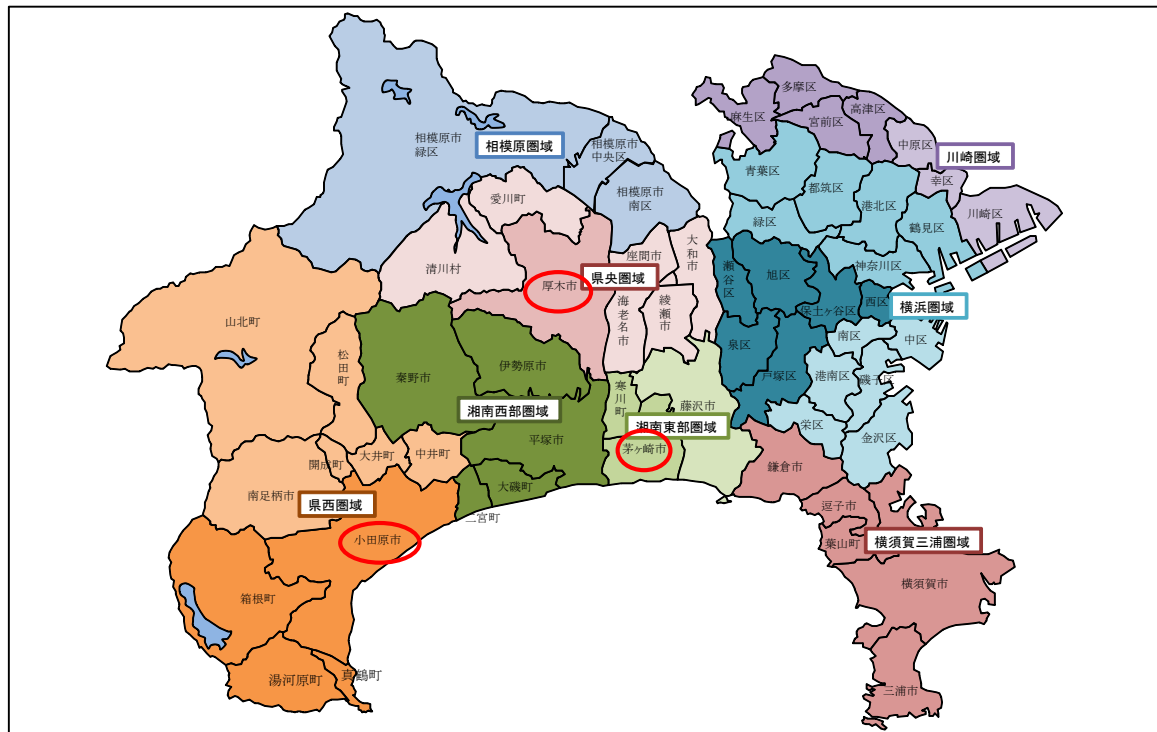 多摩区
麻生区
高津区
宮前区
中原区
川崎圏域
幸区
川崎区
相模原市
緑区
相模原圏域
相模原市
中央区
相模原市
南区
青葉区
都筑区
港北区
緑区
鶴見区
愛川町
清川村
厚木市
県央圏域
座間市
大和市
海老名市
綾瀬市
瀬谷区
旭区
神奈川区
保土ヶ谷区
西区
横浜圏域
南区
中区
泉区
戸塚区
港南区
磯子区
栄区
金沢区
山北町
松田町
秦野市
伊勢原市
湘南西部圏域
平塚市
寒川町
藤沢市
湘南東部圏域
茅ヶ崎市
開成町
大井町
中井町
大磯町
二宮町
南足柄市
県西圏域
小田原市
箱根町
湯河原町
真鶴町
鎌倉市
逗子市
葉山町
横須賀三浦圏域
横須賀市
三浦市